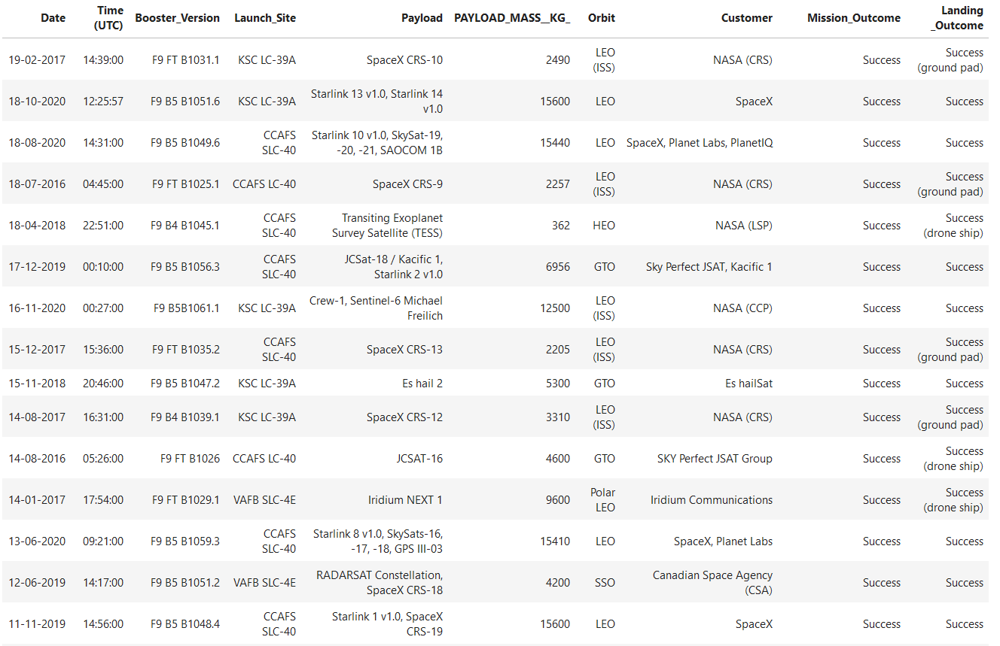 Date Time (UTC) Booster_Version Launch_Site Payload PAYLOAD_MASS__KG_ Orbit Customer Mission_Outcome Landing _Outcome
19-02-2017 14:39:00 F9 FT B1031.1 KSC LC-39A SpaceX CRS-10 2490 LEO (ISS) NASA (CRS) Success Success (ground pad)
18-10-2020 12:25:57 F9 B5 B1051.6 KSC LC-39A Starlink 13 v1.0, Starlink 14 v1.0 15600 LEO SpaceX Success Success
18-08-2020 14:31:00 F9 B5 B1049.6 CCAFS SLC-40 Starlink 10 v1.0, SkySat-19, -20, -21, SAOCOM 1B 15440 LEO SpaceX, Planet Labs, PlanetIQ Success Success
18-07-2016 04:45:00 F9 FT B1025.1 CCAFS LC-40 SpaceX CRS-9 2257 LEO (ISS) NASA (CRS) Success Success (ground pad)
18-04-2018 22:51:00 F9 B4 B1045.1 CCAFS SLC-40 Transiting Exoplanet Survey Satellite (TESS) 362 HEO NASA (LSP) Success Success (drone ship)
17-12-2019 00:10:00 F9 B5 B1056.3 CCAFS SLC-40 JCSat-18 / Kacific 1, Starlink 2 v1.0 6956 GTO Sky Perfect JSAT, Kacific 1 Success Success
16-11-2020 00:27:00 F9 B5B1061.1 KSC LC-39A Crew-1, Sentinel-6 Michael Freilich 12500 LEO (ISS) NASA (CCP) Success Success
15-12-2017 15:36:00 F9 FT B1035.2 CCAFS SLC-40 SpaceX CRS-13 2205 LEO (ISS) NASA (CRS) Success Success (ground pad)
15-11-2018 20:46:00 F9 B5 B1047.2 KSC LC-39A Es hail 2 5300 GTO Es hailSat Success Success
14-08-2017 16:31:00 F9 B4 B1039.1 KSC LC-39A SpaceX CRS-12 3310 LEO (ISS) NASA (CRS) Success Success (ground pad)
14-08-2016 05:26:00 F9 FT B1026 CCAFS LC-40 JCSAT-16 4600 GTO SKY Perfect JSAT Group Success Success (drone ship)
14-01-2017 17:54:00 F9 FT B1029.1 VAFB SLC-4E Iridium NEXT 1 9600 Polar LEO Iridium Communications Success Success (drone ship)
13-06-2020 09:21:00 F9 B5 B1059.3 CCAFS SLC-40 Starlink 8 v1.0, SkySats-16, -17, -18, GPS III-03 15410 LEO SpaceX, Planet Labs Success Success
12-06-2019 14:17:00 F9 B5 B1051.2 VAFB SLC-4E RADARSAT Constellation, SpaceX CRS-18 4200 SSO Canadian Space Agency (CSA) Success Success
11-11-2019 14:56:00 F9 B5 B1048.4 CCAFS SLC-40 Starlink 1 v1.0, SpaceX CRS-19 15600 LEO SpaceX Success Success